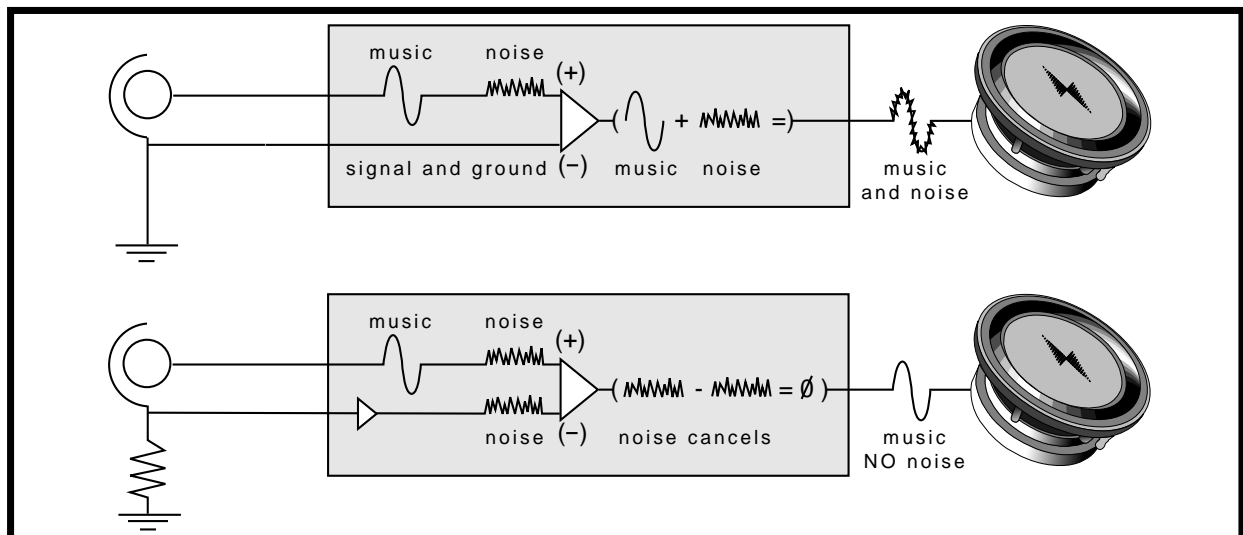 music noise
(+)
( + =)
signal and ground (−) music noise
music
and noise
music noise
(+)
( - = Ø )
noise (−) noise cancels
music
NO noise